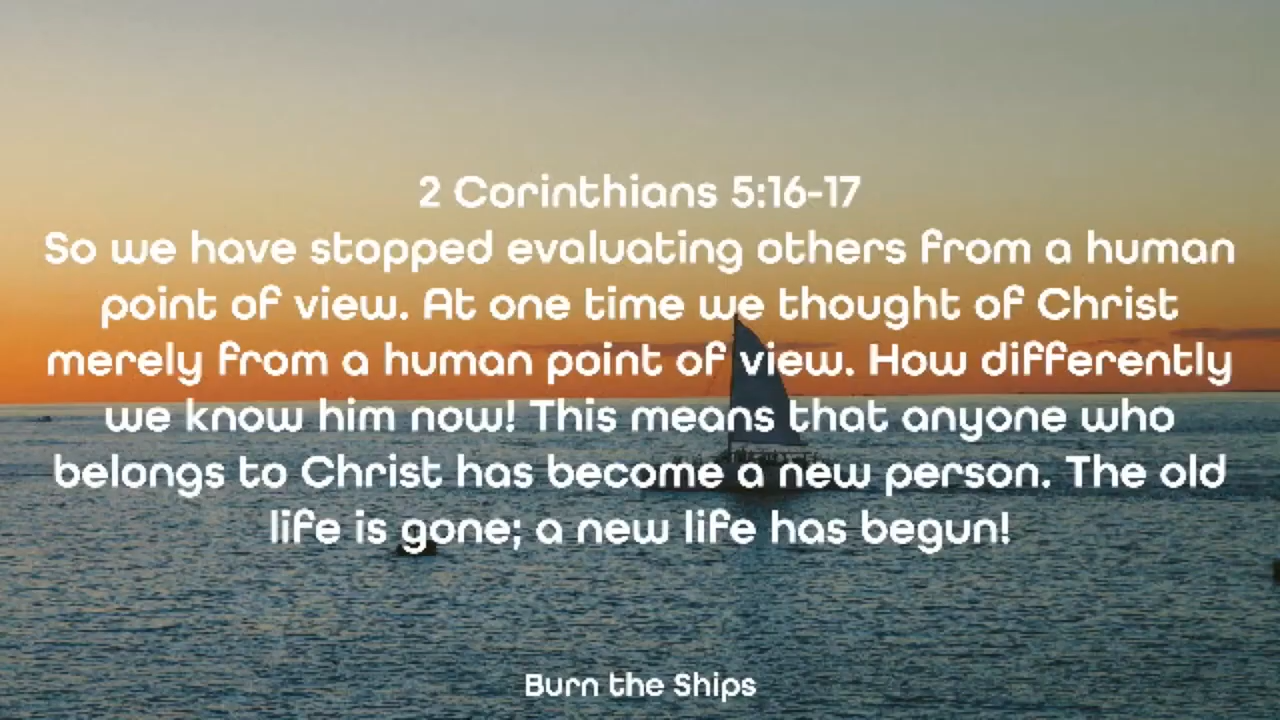 2 Corinthians 5:16-17
So we have stopped evaluating others from a human
point of view. At one time we thought of Christ
merely from a human point of view. How differently
we know him now! This means that anyone who
belongs to Christ has become a new person. The old
life is gone; a new life has begun!
Burn the Ships